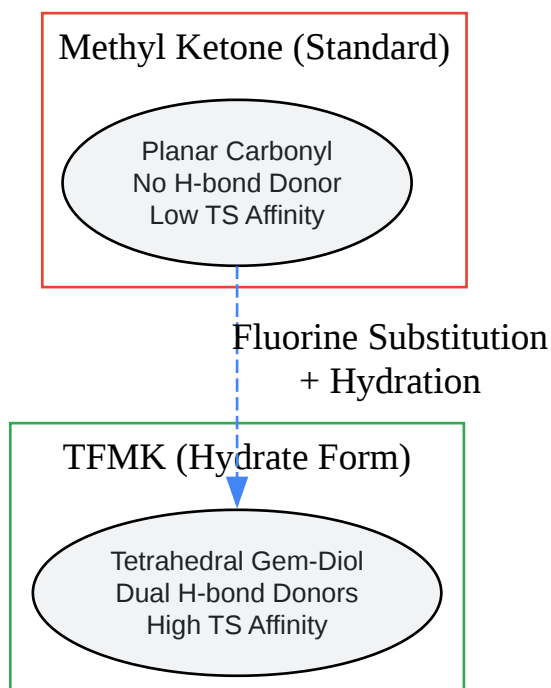 Methyl Ketone (Standard)
Planar Carbonyl
No H-bond Donor
Low TS Affinity
Fluorine Substitution
+ Hydration
TFMK (Hydrate Form)
Tetrahedral Gem-Diol
Dual H-bond Donors
High TS Affinity